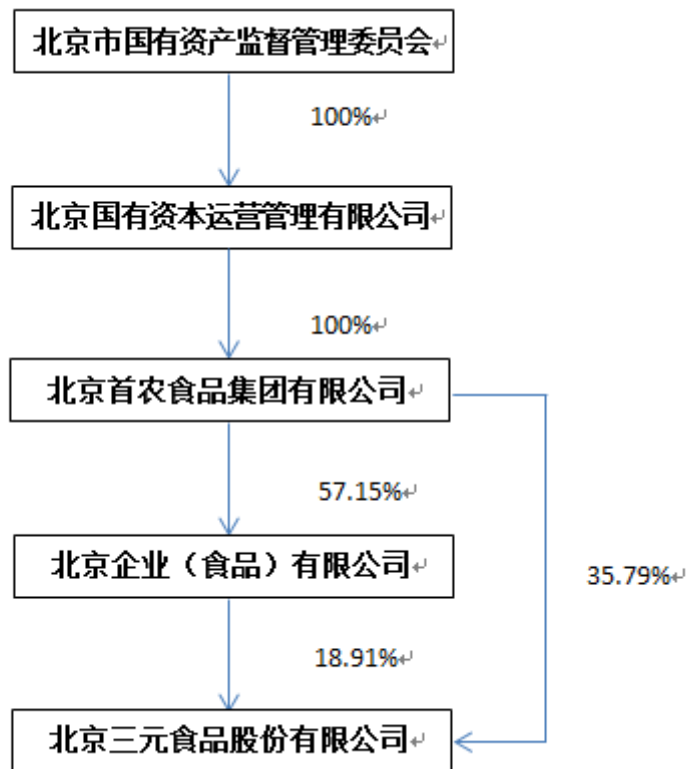 北京市国有资产监督管理委员会
100%
北京国有资本运营管理有限公司
100%
北京首农食品集团有限公司
57.15%
北京企业（食品）有限公司
35.79%
18.91%
北京三元食品股份有限公司